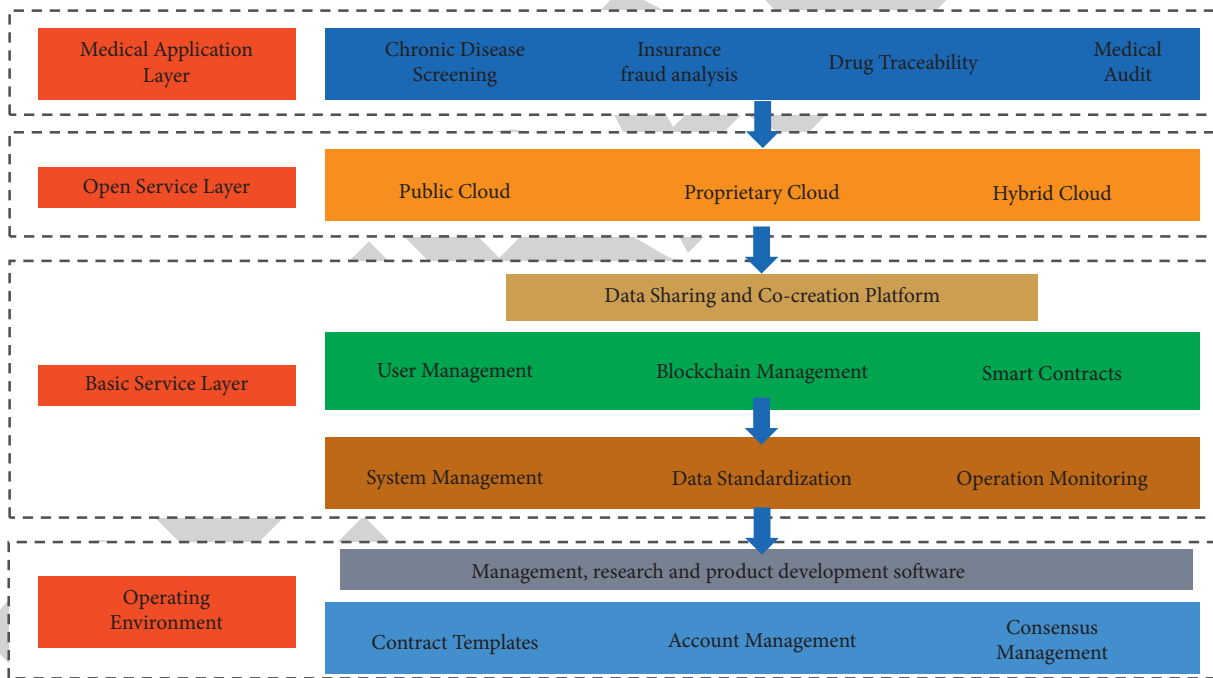 Medical Application
Layer
Chronic Disease
Screening
Insurance
fraud analysis
Drug Traceability
Medical
Audit
Open Service Layer
Public Cloud
Proprietary Cloud
Hybrid Cloud
Data Sharing and Co-creation Platform
Basic Service Layer
User Management
Blockchain Management
Smart Contracts
System Management
Data Standardization
Operation Monitoring
Operating
Environment
Management, research and product development software
Contract Templates
Account Management
Consensus
Management